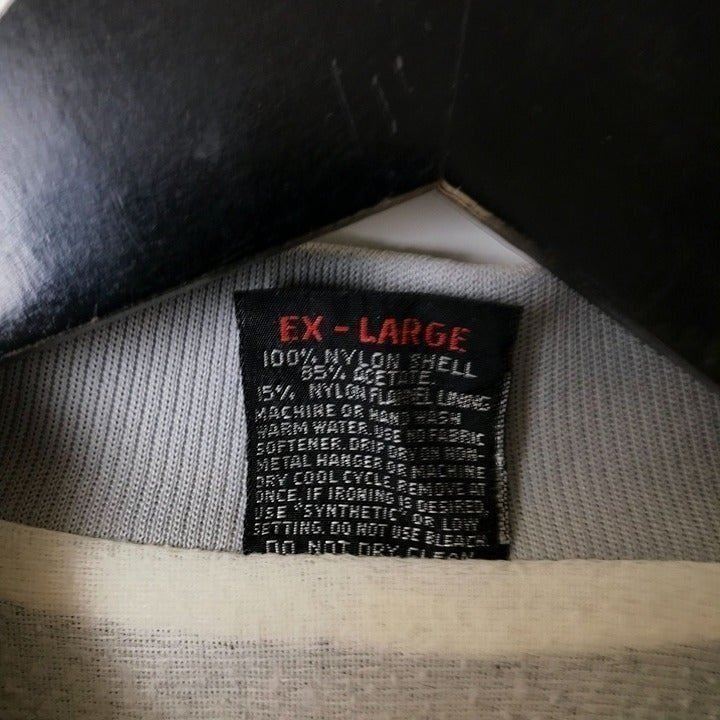 EX-LARGE
100% NYLON SHELL
85% ACETATE
15% NYLON FLANNEL LINING
MACHINE OR HAND WASH
WARM WATER. USE NO FABRIC
SOFTENER. DRIP DRY ON NON-
METAL HANGER OR MACHINE
DRY COOL CYCLE. REMOVE AT
ONCE. IF IRONING IS DESIRED,
USE "SYNTHETIC" OR LOW
SETTING. DO NOT USE BLEACH.
DO NOT DRY CLEAN